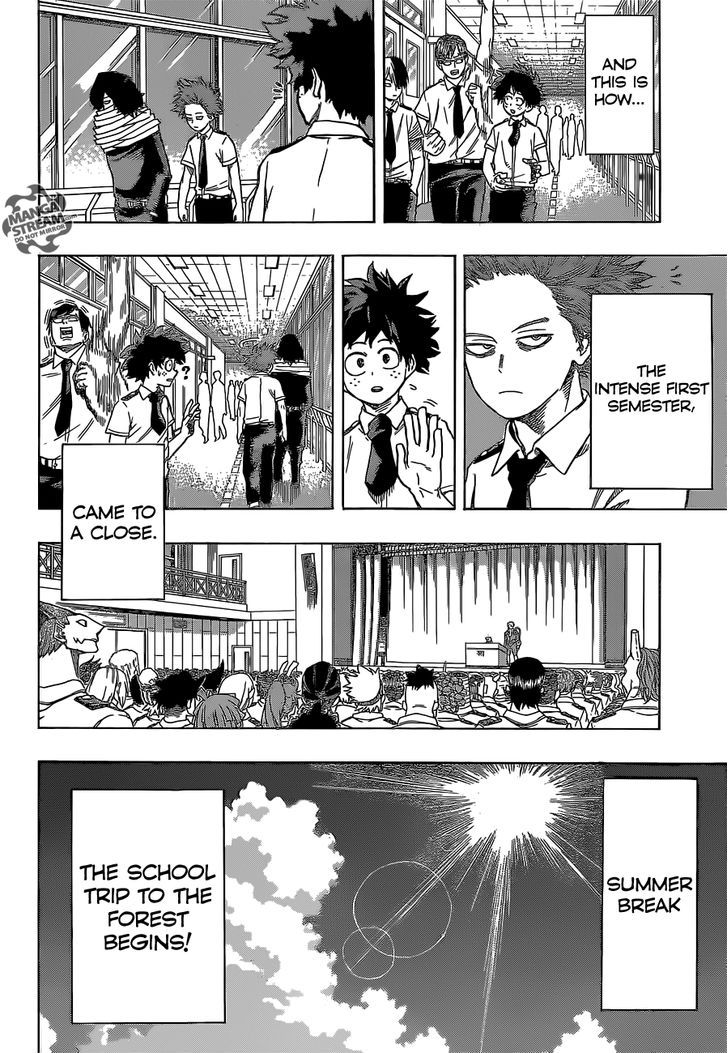 AND
THIS IS
HOW...
MANGA
STREAM.com
DO NOT MIRROR!
THE
INTENSE FIRST
SEMESTER,
?
CAME TO
A CLOSE.
SUMMER
BREAK
THE SCHOOL
TRIP TO THE
FOREST
BEGINS!